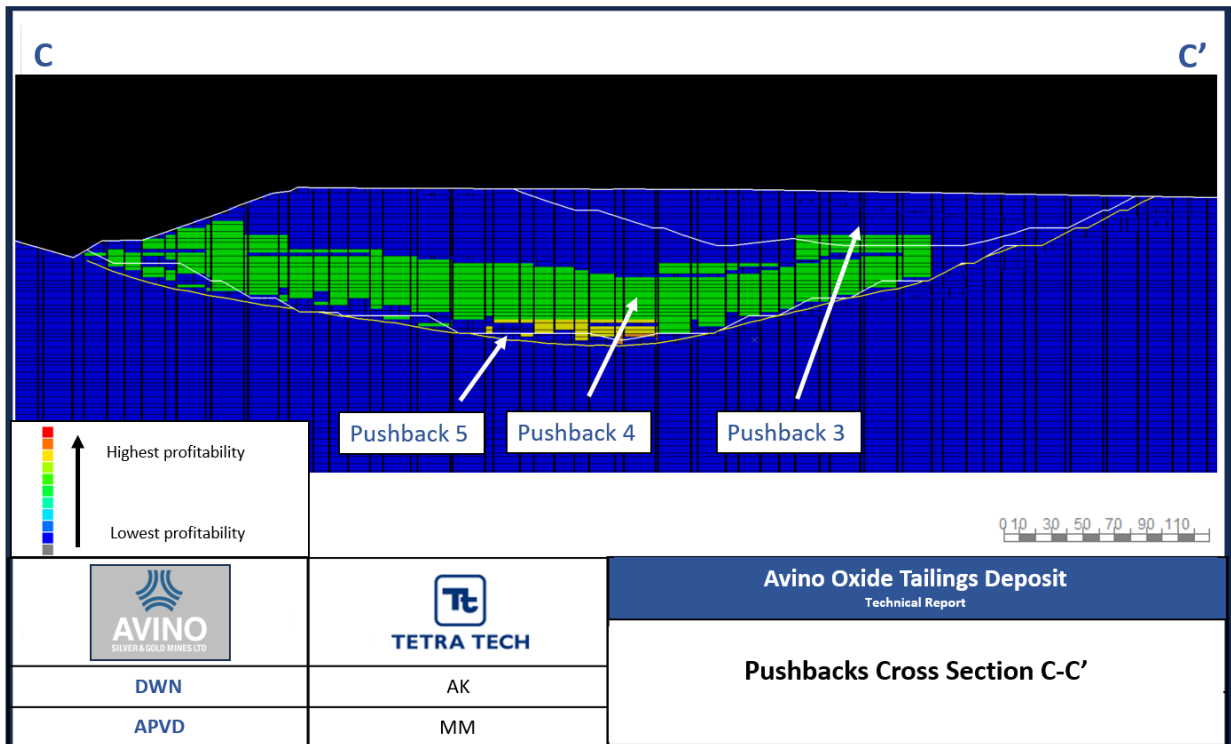 C
C’
Pushback 5
Pushback 4
Pushback 3
Highest profitability
Lowest profitability
0 10 30 50 70 90 110
AVINO
SILVER & GOLD MINES LTD
Tt
TETRA TECH
Avino Oxide Tailings Deposit
Technical Report
Pushbacks Cross Section C-C’
DWN
AK
APVD
MM